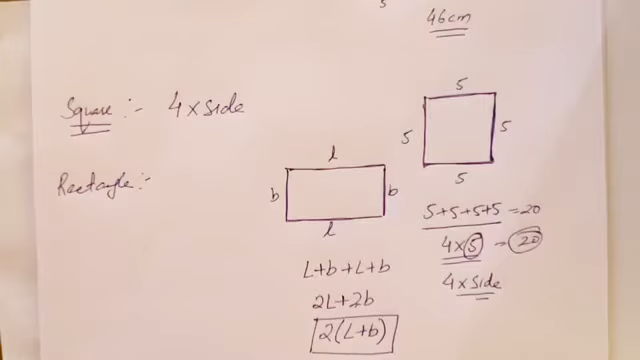 5
46cm
Square :- 4 x side
5
5
5
5
Rectangle:-
l
b
b
l
5+5+5+5 = 20
4 x 5 = 20
4 x side
L+b+L+b
2L+2b
2(L+b)